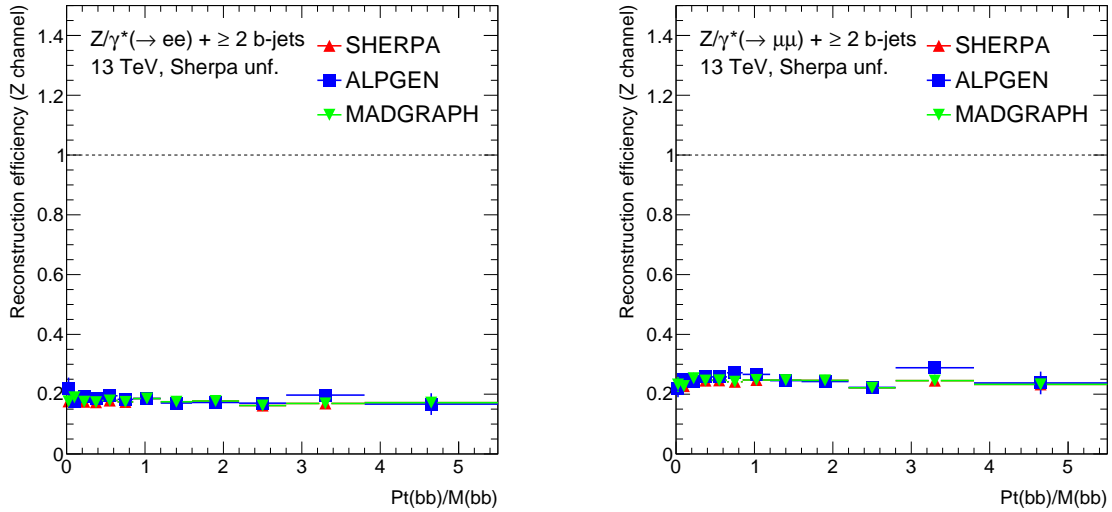 Z/γ*(→ ee) + ≥ 2 b-jets
13 TeV, Sherpa unf.
SHERPA
ALPGEN
MADGRAPH
Reconstruction efficiency (Z channel)
1.4
1.2
1
0.8
0.6
0.4
0.2
0
0 1 2 3 4 5
Pt(bb)/M(bb)
Z/γ*(→ μμ) + ≥ 2 b-jets
13 TeV, Sherpa unf.
SHERPA
ALPGEN
MADGRAPH
Reconstruction efficiency (Z channel)
1.4
1.2
1
0.8
0.6
0.4
0.2
0
0 1 2 3 4 5
Pt(bb)/M(bb)